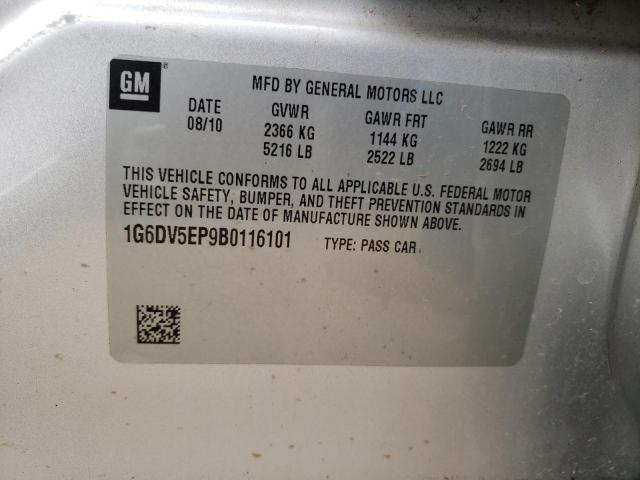 GM
MFD BY GENERAL MOTORS LLC
DATE GVWR GAWR FRT GAWR RR
08/10 2366 KG 1144 KG 1222 KG
5216 LB 2522 LB 2694 LB
THIS VEHICLE CONFORMS TO ALL APPLICABLE U.S. FEDERAL MOTOR
VEHICLE SAFETY, BUMPER, AND THEFT PREVENTION STANDARDS IN
EFFECT ON THE DATE OF MANUFACTURE SHOWN ABOVE.
1G6DV5EP9B0116101 TYPE: PASS CAR